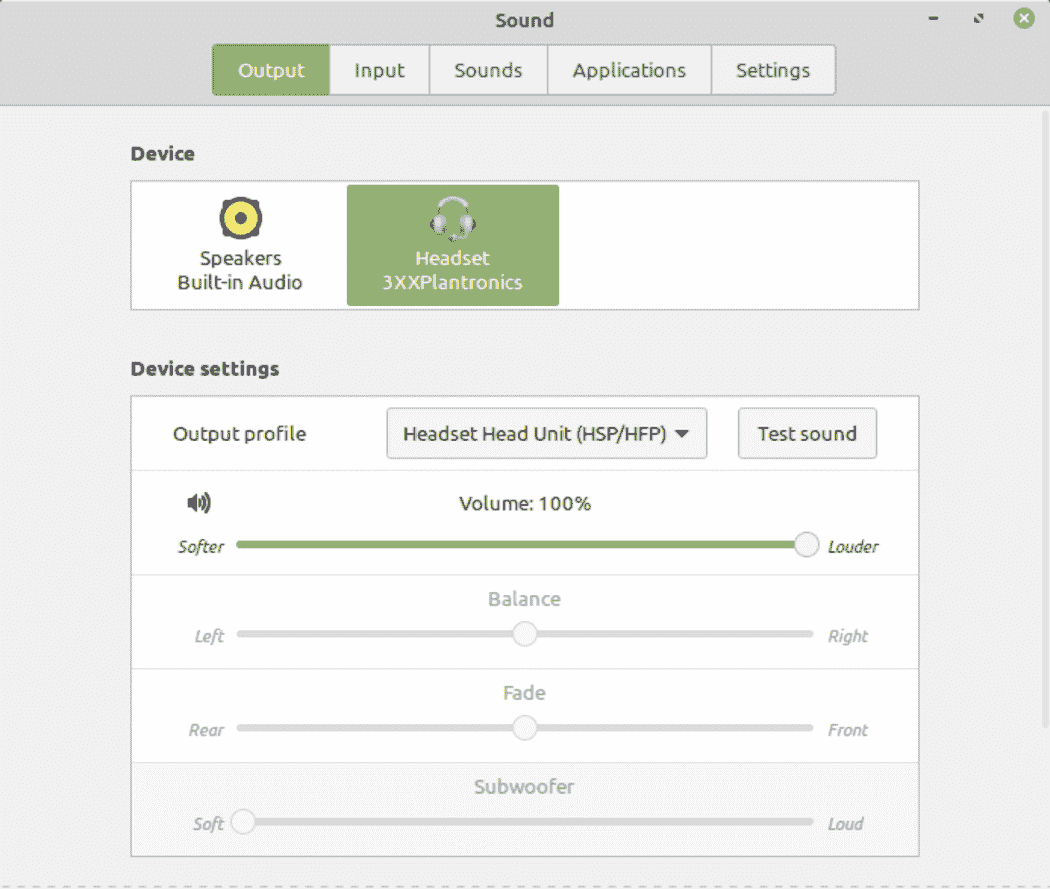 Sound
Output Input Sounds Applications Settings
Device
Speakers
Built-in Audio
Headset
3XXPlantronics
Device settings
Output profile Headset Head Unit (HSP/HFP) Test sound
Volume: 100%
Softer Louder
Balance
Left Right
Fade
Rear Front
Subwoofer
Soft Loud